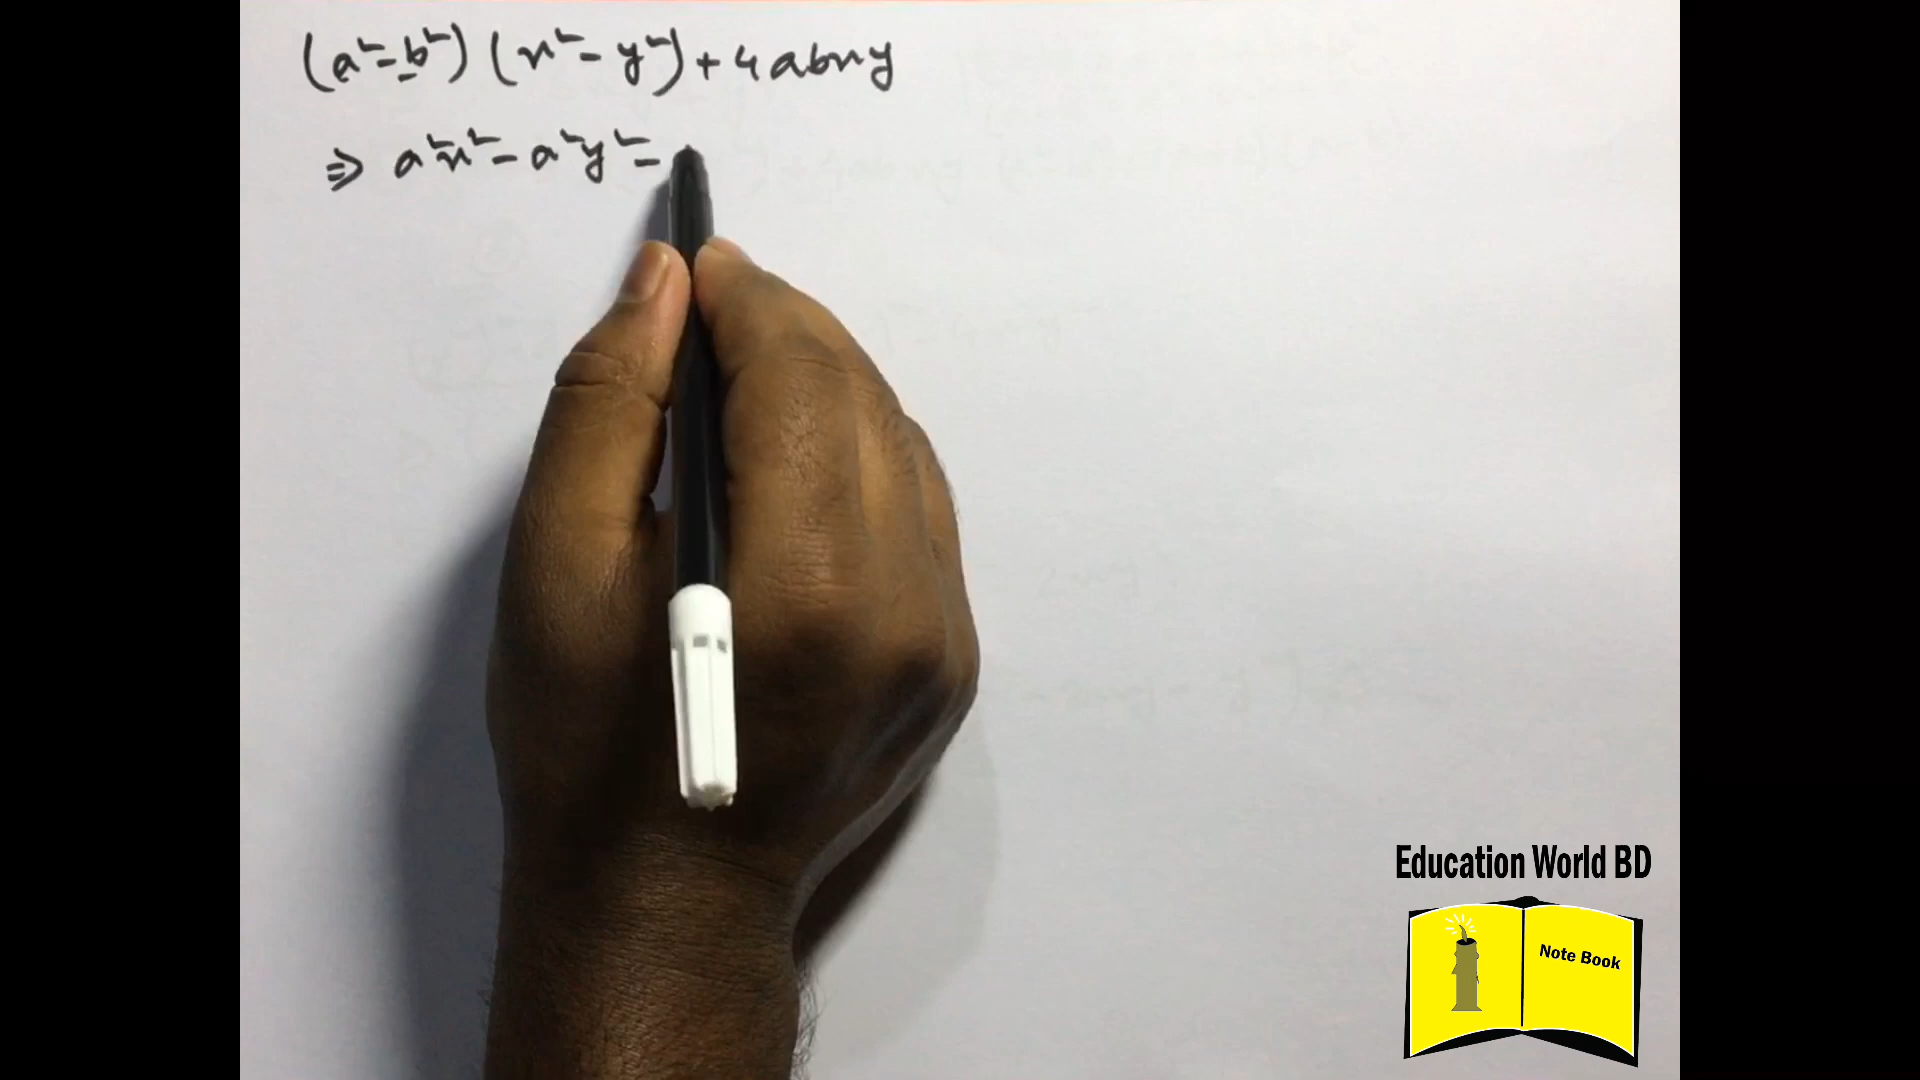 (a²-b²) (x²-y²)+4abxy
⇒ a²x²-a²y²-
Education World BD
Note Book